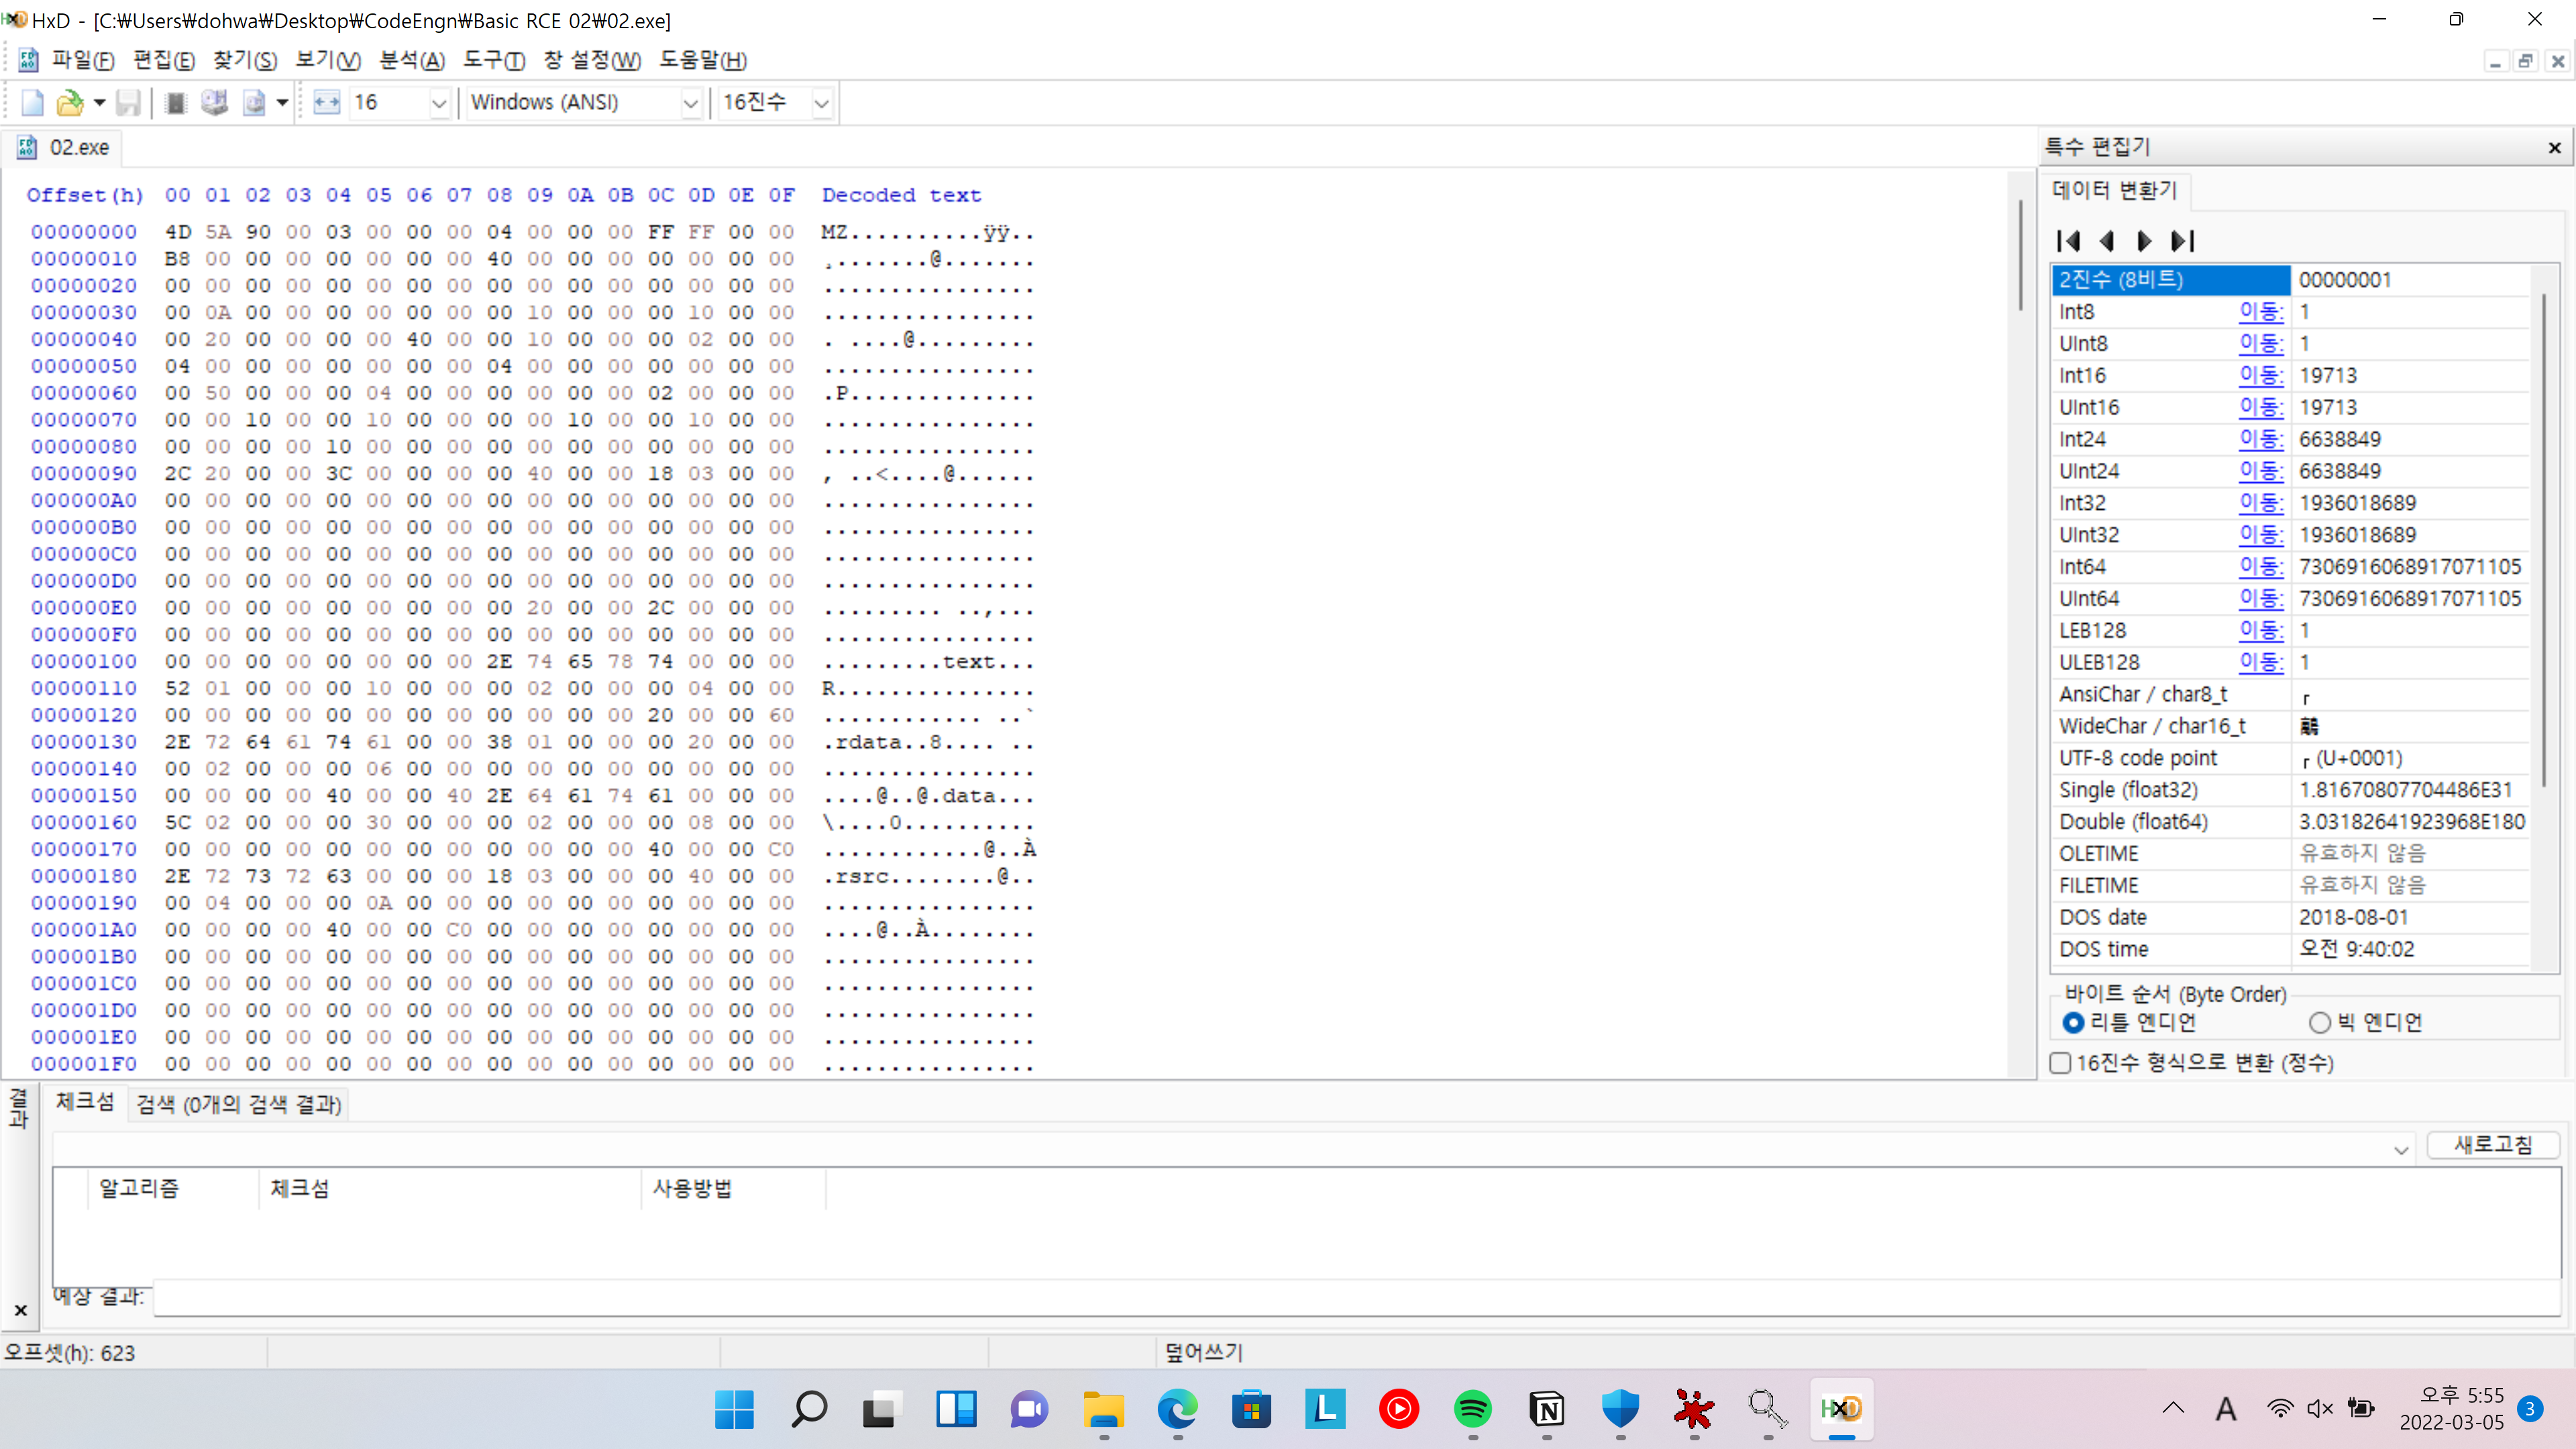 HxD - [C:₩Users₩dohwa₩Desktop₩CodeEngn₩Basic RCE 02₩02.exe]
파일(F) 편집(E) 찾기(S) 보기(V) 분석(A) 도구(T) 창 설정(W) 도움말(H)
16 Windows (ANSI) 16진수
02.exe
Offset(h) 00 01 02 03 04 05 06 07 08 09 0A 0B 0C 0D 0E 0F Decoded text
00000000 4D 5A 90 00 03 00 00 00 04 00 00 00 FF FF 00 00 MZ..........ÿÿ..
00000010 B8 00 00 00 00 00 00 00 40 00 00 00 00 00 00 00 ¸.......@.......
00000020 00 00 00 00 00 00 00 00 00 00 00 00 00 00 00 00 ................
00000030 00 0A 00 00 00 00 00 00 00 10 00 00 00 10 00 00 ................
00000040 00 20 00 00 00 00 40 00 00 10 00 00 00 02 00 00 . ....@.........
00000050 04 00 00 00 00 00 00 00 04 00 00 00 00 00 00 00 ................
00000060 00 50 00 00 00 04 00 00 00 00 00 00 02 00 00 00 .P..............
00000070 00 00 10 00 00 10 00 00 00 00 10 00 00 10 00 00 ................
00000080 00 00 00 00 10 00 00 00 00 00 00 00 00 00 00 00 ................
00000090 2C 20 00 00 3C 00 00 00 00 40 00 00 18 03 00 00 , ..<....@......
000000A0 00 00 00 00 00 00 00 00 00 00 00 00 00 00 00 00 ................
000000B0 00 00 00 00 00 00 00 00 00 00 00 00 00 00 00 00 ................
000000C0 00 00 00 00 00 00 00 00 00 00 00 00 00 00 00 00 ................
000000D0 00 00 00 00 00 00 00 00 00 00 00 00 00 00 00 00 ................
000000E0 00 00 00 00 00 00 00 00 00 20 00 00 2C 00 00 00 ......... ..,...
000000F0 00 00 00 00 00 00 00 00 00 00 00 00 00 00 00 00 ................
00000100 00 00 00 00 00 00 00 00 2E 74 65 78 74 00 00 00 .........text...
00000110 52 01 00 00 00 10 00 00 00 02 00 00 00 04 00 00 R...............
00000120 00 00 00 00 00 00 00 00 00 00 00 00 20 00 00 60 ............ ..`
00000130 2E 72 64 61 74 61 00 00 38 01 00 00 00 20 00 00 .rdata..8.... ..
00000140 00 02 00 00 00 06 00 00 00 00 00 00 00 00 00 00 ................
00000150 00 00 00 00 40 00 00 40 2E 64 61 74 61 00 00 00 ....@..@.data...
00000160 5C 02 00 00 00 30 00 00 00 02 00 00 00 08 00 00 \....0..........
00000170 00 00 00 00 00 00 00 00 00 00 00 00 40 00 00 C0 ............@..À
00000180 2E 72 73 72 63 00 00 00 18 03 00 00 00 40 00 00 .rsrc........@..
00000190 00 04 00 00 00 0A 00 00 00 00 00 00 00 00 00 00 ................
000001A0 00 00 00 00 40 00 00 C0 00 00 00 00 00 00 00 00 ....@..À........
000001B0 00 00 00 00 00 00 00 00 00 00 00 00 00 00 00 00 ................
000001C0 00 00 00 00 00 00 00 00 00 00 00 00 00 00 00 00 ................
000001D0 00 00 00 00 00 00 00 00 00 00 00 00 00 00 00 00 ................
000001E0 00 00 00 00 00 00 00 00 00 00 00 00 00 00 00 00 ................
000001F0 00 00 00 00 00 00 00 00 00 00 00 00 00 00 00 00 ................
특수 편집기
데이터 변환기
2진수 (8비트) 00000001
Int8 이동: 1
UInt8 이동: 1
Int16 이동: 19713
UInt16 이동: 19713
Int24 이동: 6638849
UInt24 이동: 6638849
Int32 이동: 1936018689
UInt32 이동: 1936018689
Int64 이동: 7306916068917071105
UInt64 이동: 7306916068917071105
LEB128 이동: 1
ULEB128 이동: 1
AnsiChar / char8_t ┌
WideChar / char16_t
UTF-8 code point ┌ (U+0001)
Single (float32) 1.81670807704486E31
Double (float64) 3.03182641923968E180
OLETIME 유효하지 않음
FILETIME 유효하지 않음
DOS date 2018-08-01
DOS time 오전 9:40:02
바이트 순서 (Byte Order)
리틀 엔디언 빅 엔디언
16진수 형식으로 변환 (정수)
결과
체크섬 검색 (0개의 검색 결과)
새로고침
알고리즘 체크섬 사용방법
예상 결과:
오프셋(h): 623 덮어쓰기
L N HXD
A 오후 5:55
2022-03-05 3